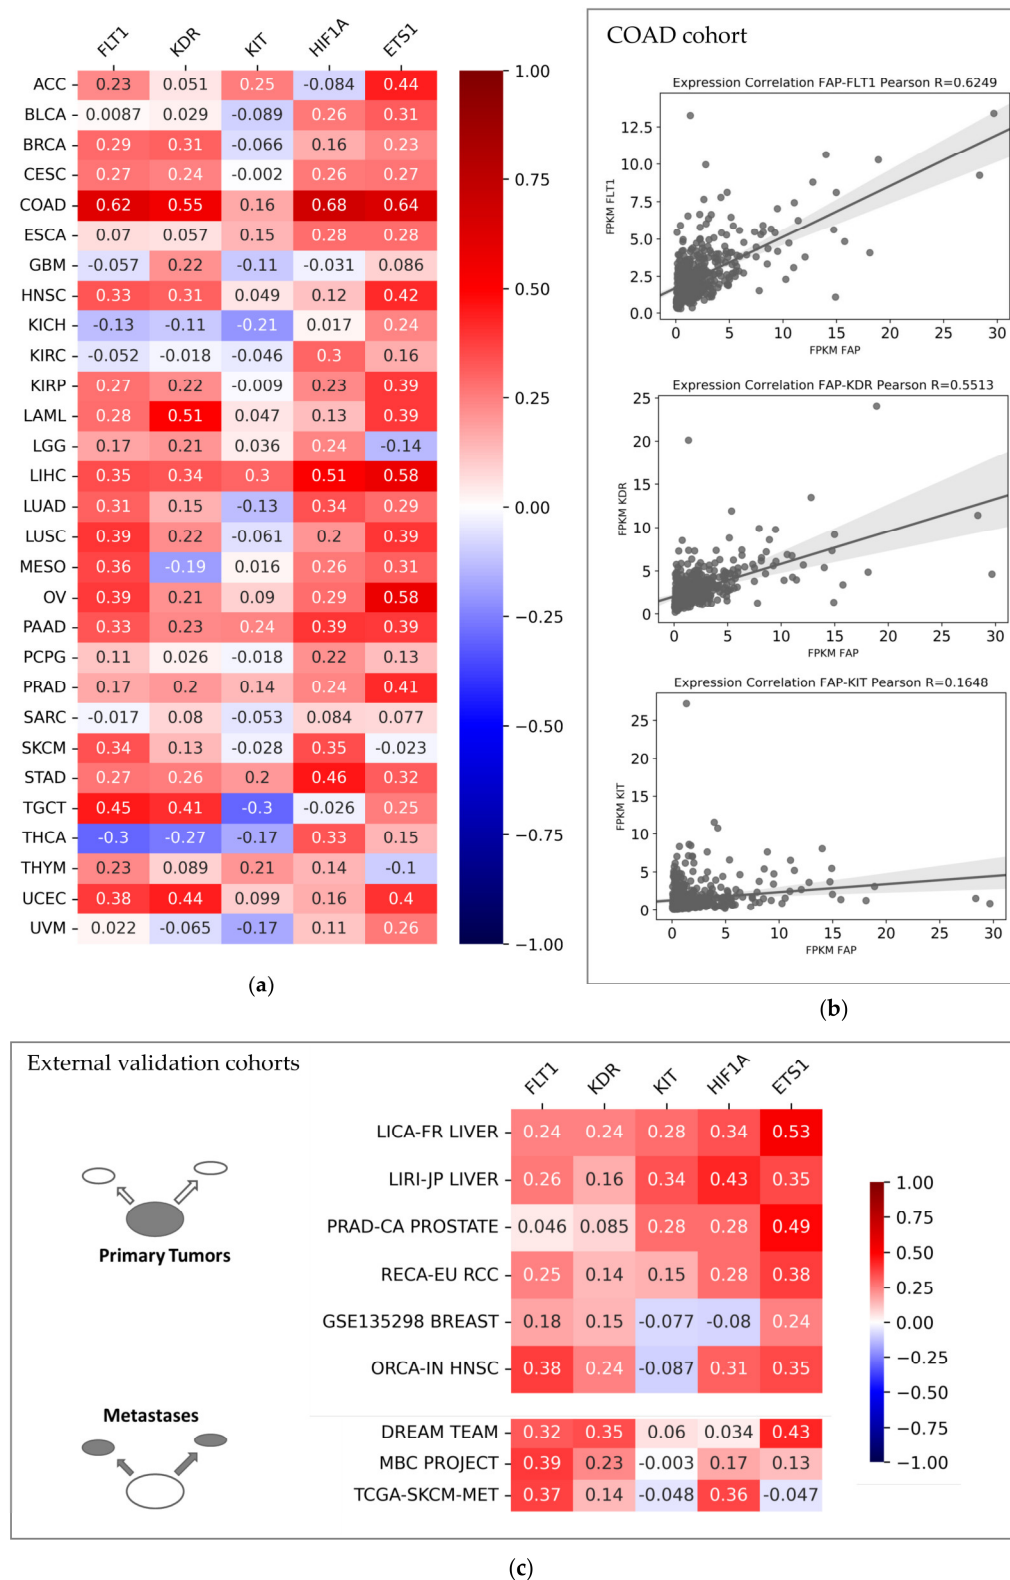 FLT1 KDR KIT HIF1A ETS1
ACC 0.23 0.051 0.25 -0.084 0.44
BLCA 0.0087 0.029 -0.089 0.26 0.31
BRCA 0.29 0.31 -0.066 0.16 0.23
CESC 0.27 0.24 -0.002 0.26 0.27
COAD 0.62 0.55 0.16 0.68 0.64
ESCA 0.07 0.057 0.15 0.28 0.28
GBM -0.057 0.22 -0.11 -0.031 0.086
HNSC 0.33 0.31 0.049 0.12 0.42
KICH -0.13 -0.11 -0.21 0.017 0.24
KIRC -0.052 -0.018 -0.046 0.3 0.16
KIRP 0.27 0.22 -0.009 0.23 0.39
LAML 0.28 0.51 0.047 0.13 0.39
LGG 0.17 0.21 0.036 0.24 -0.14
LIHC 0.35 0.34 0.3 0.51 0.58
LUAD 0.31 0.15 -0.13 0.34 0.29
LUSC 0.39 0.22 -0.061 0.2 0.39
MESO 0.36 -0.19 0.016 0.26 0.31
OV 0.39 0.21 0.09 0.29 0.58
PAAD 0.33 0.23 0.24 0.39 0.39
PCPG 0.11 0.026 -0.018 0.22 0.13
PRAD 0.17 0.2 0.14 0.24 0.41
SARC -0.017 0.08 -0.053 0.084 0.077
SKCM 0.34 0.13 -0.028 0.35 -0.023
STAD 0.27 0.26 0.2 0.46 0.32
TGCT 0.45 0.41 -0.3 -0.026 0.25
THCA -0.3 -0.27 -0.17 0.33 0.15
THYM 0.23 0.089 0.21 0.14 -0.1
UCEC 0.38 0.44 0.099 0.16 0.4
UVM 0.022 -0.065 -0.17 0.11 0.26
1.00
0.75
0.50
0.25
0.00
−0.25
−0.50
−0.75
−1.00
(a)
COAD cohort
Expression Correlation FAP-FLT1 Pearson R=0.6249
FPKM FLT1
12.5
10.0
7.5
5.0
2.5
0.0
0 5 10 15 20 25 30
FPKM FAP
Expression Correlation FAP-KDR Pearson R=0.5513
FPKM KDR
25
20
15
10
5
0
0 5 10 15 20 25 30
FPKM FAP
Expression Correlation FAP-KIT Pearson R=0.1648
FPKM KIT
25
20
15
10
5
0
0 5 10 15 20 25 30
FPKM FAP
(b)
External validation cohorts
Primary Tumors
Metastases
FLT1 KDR KIT HIF1A ETS1
LICA-FR LIVER 0.24 0.24 0.28 0.34 0.53
LIRI-JP LIVER 0.26 0.16 0.34 0.43 0.35
PRAD-CA PROSTATE 0.046 0.085 0.28 0.28 0.49
RECA-EU RCC 0.25 0.14 0.15 0.28 0.38
GSE135298 BREAST 0.18 0.15 -0.077 -0.08 0.24
ORCA-IN HNSC 0.38 0.24 -0.087 0.31 0.35
DREAM TEAM 0.32 0.35 0.06 0.034 0.43
MBC PROJECT 0.39 0.23 -0.003 0.17 0.13
TCGA-SKCM-MET 0.37 0.14 -0.048 0.36 -0.047
1.00
0.75
0.50
0.25
0.00
−0.25
−0.50
−0.75
−1.00
(c)